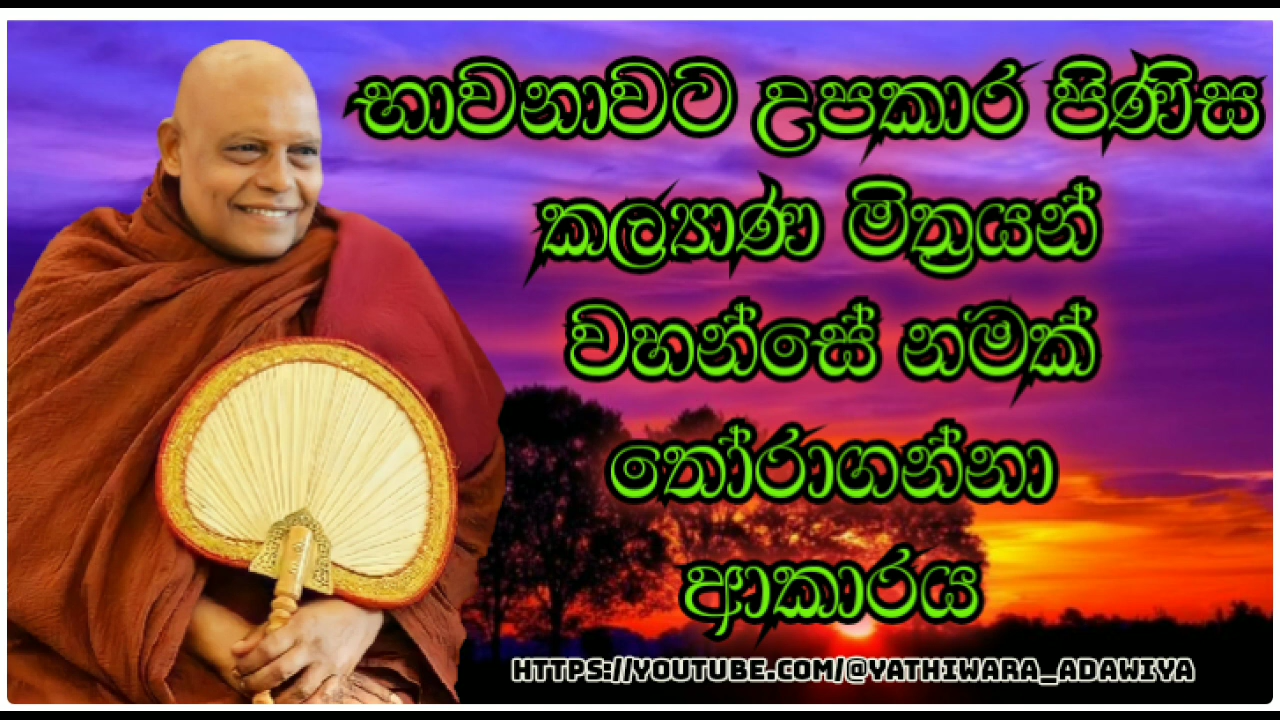 භාවනාවට උපකාර පිණිස
කල්‍යාණ මිත්‍රයන්
වහන්සේ නමක්
තෝරාගන්නා
ආකාරය
HTTPS://YOUTUBE.COM/@YATHIWARA_ADAWIYA